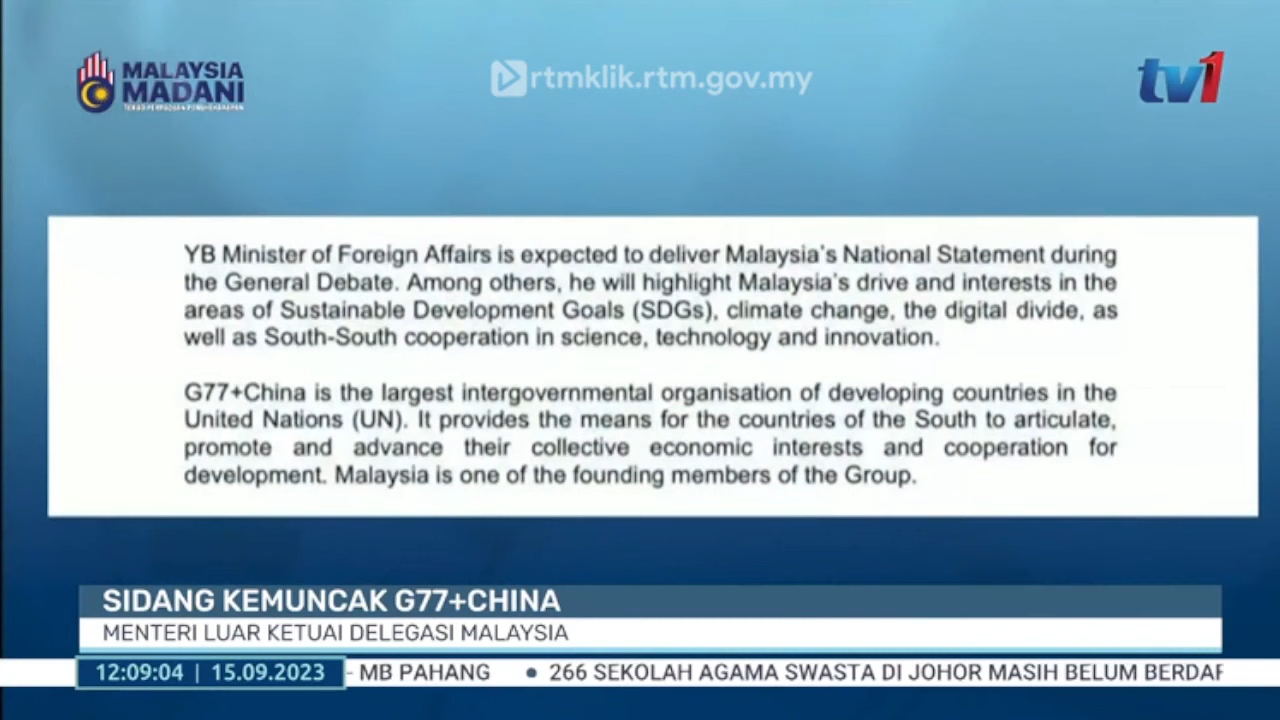 MALAYSIA
MADANI
rtmklik.rtm.gov.my
tv1
YB Minister of Foreign Affairs is expected to deliver Malaysia's National Statement during
the General Debate. Among others, he will highlight Malaysia's drive and interests in the
areas of Sustainable Development Goals (SDGs), climate change, the digital divide, as
well as South-South cooperation in science, technology and innovation.
G77+China is the largest intergovernmental organisation of developing countries in the
United Nations (UN). It provides the means for the countries of the South to articulate,
promote and advance their collective economic interests and cooperation for
development. Malaysia is one of the founding members of the Group.
SIDANG KEMUNCAK G77+CHINA
MENTERI LUAR KETUAI DELEGASI MALAYSIA
12:09:04 | 15.09.2023 - MB PAHANG • 266 SEKOLAH AGAMA SWASTA DI JOHOR MASIH BELUM